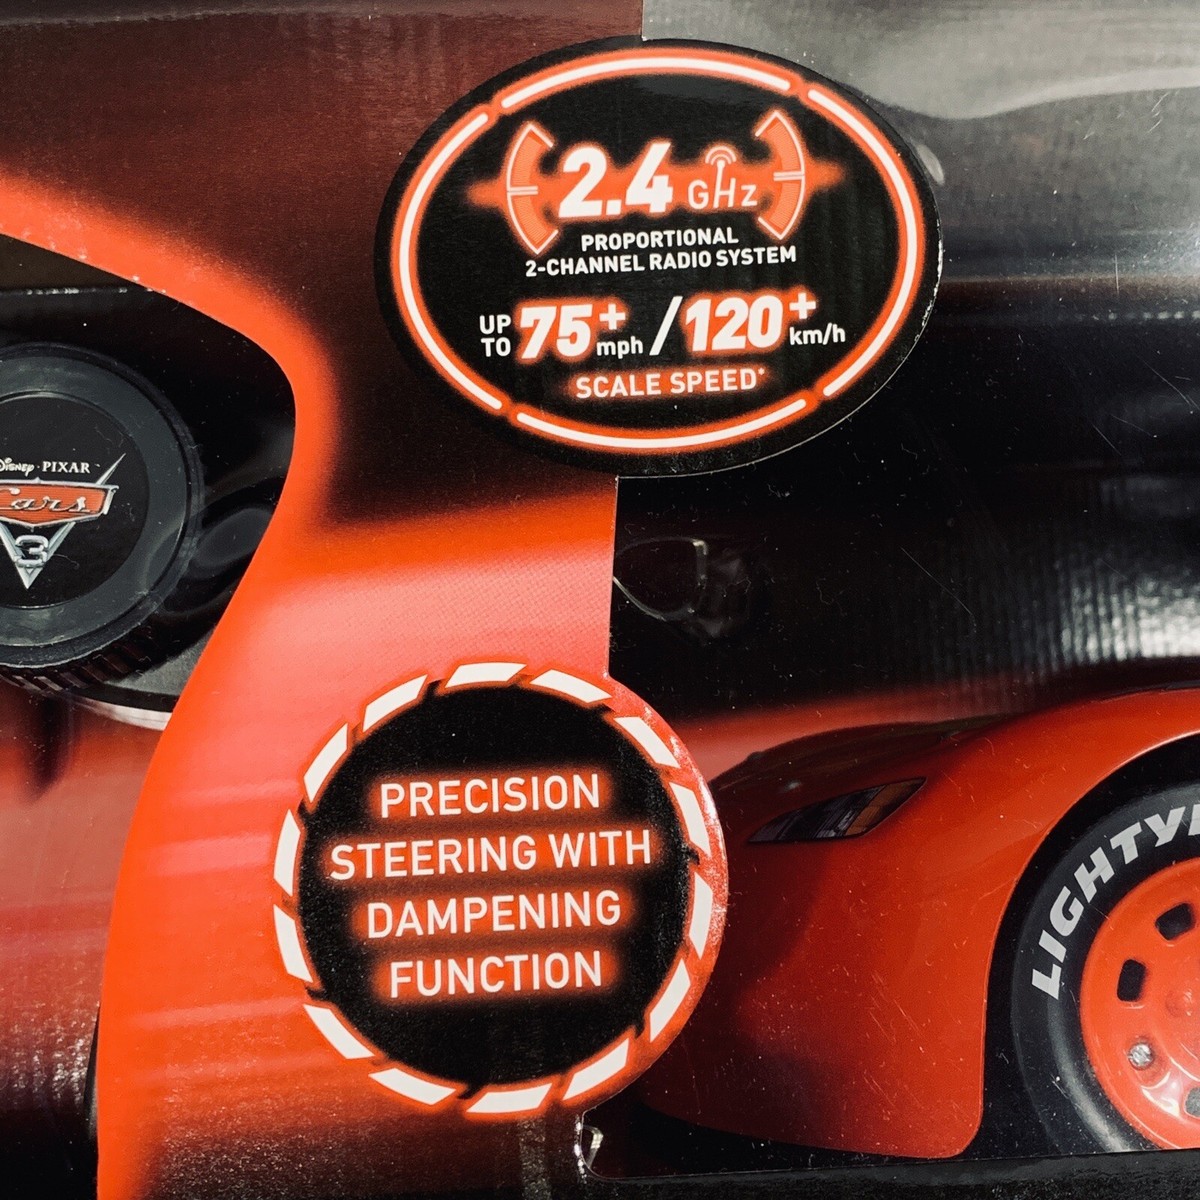 2.4 GHz
PROPORTIONAL
2-CHANNEL RADIO SYSTEM
UP TO 75+ mph / 120+ km/h
SCALE SPEED*
Disney · PIXAR
Cars
3
PRECISION
STEERING WITH
DAMPENING
FUNCTION